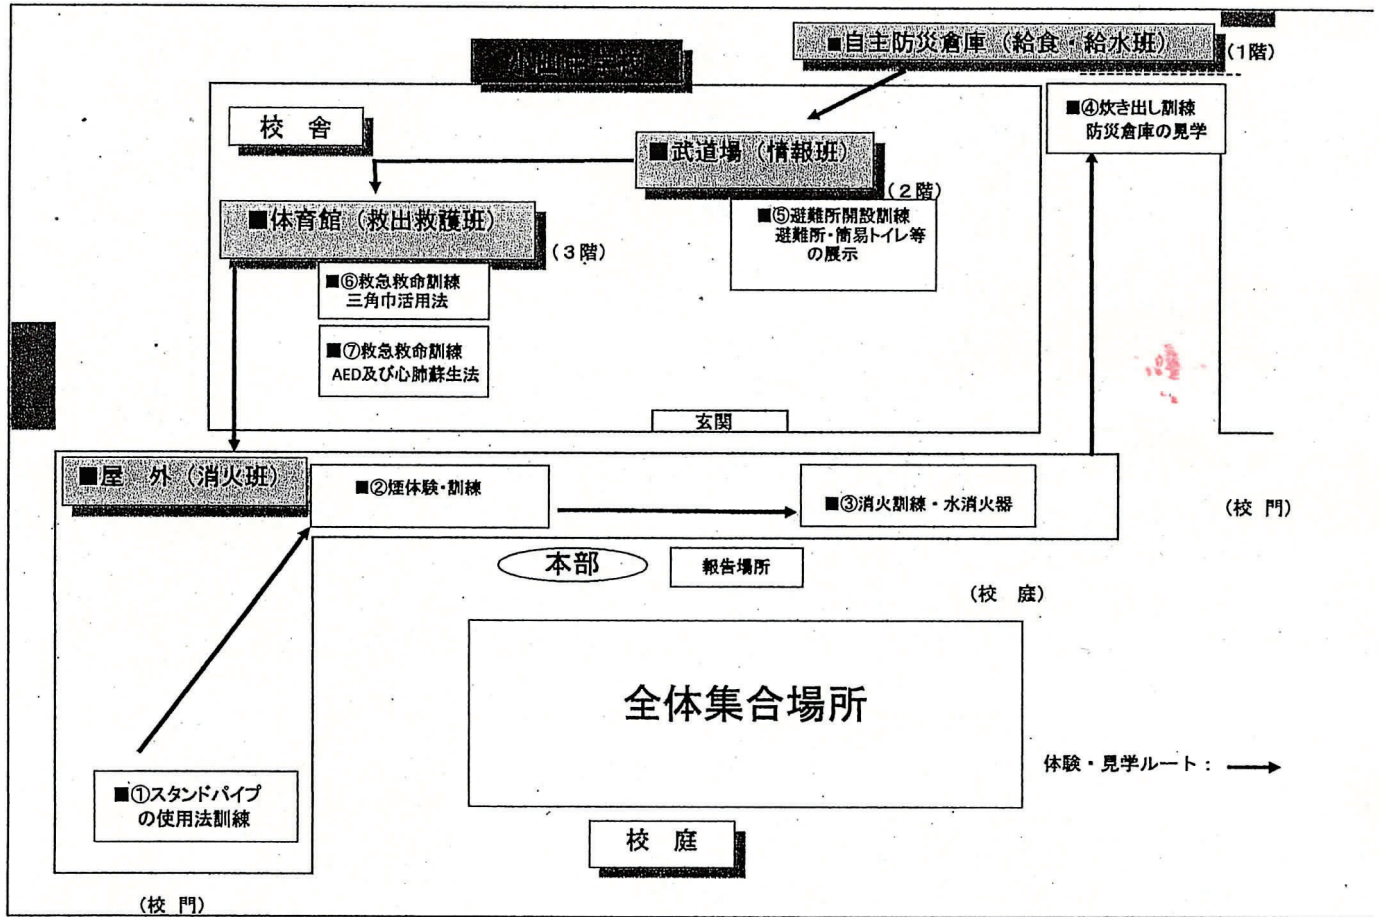 ■自主防災倉庫（給食・給水班）
（1階）
校　舎
■④炊き出し訓練
防災倉庫の見学
■武道場（情報班）
（２階）
■体育館（救出救護班）
（３階）
■⑤避難所開設訓練
避難所・簡易トイレ等
の展示
■⑥救急救命訓練
三角巾活用法
■⑦救急救命訓練
AED及び心肺蘇生法
玄関
■屋　外（消火班）
■②煙体験・訓練
■③消火訓練・水消火器
（校 門）
本部
報告場所
（校 庭）
全体集合場所
体験・見学ルート：
■①スタンドパイプ
の使用法訓練
校　庭
（校 門）